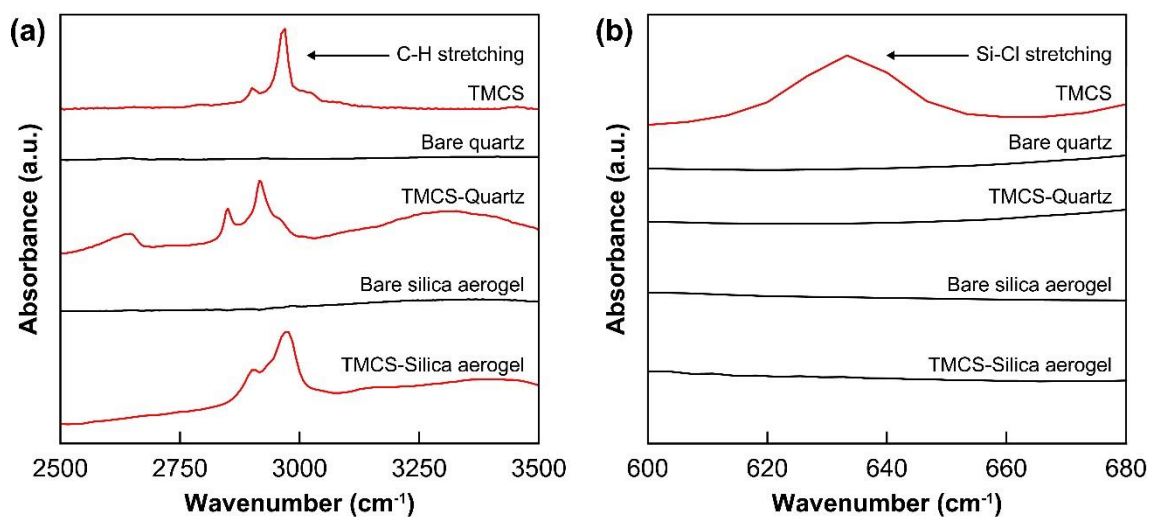 (a)
C-H stretching
TMCS
Bare quartz
TMCS-Quartz
Bare silica aerogel
TMCS-Silica aerogel
Absorbance (a.u.)
2500 2750 3000 3250 3500
Wavenumber (cm⁻¹)
(b)
Si-Cl stretching
TMCS
Bare quartz
TMCS-Quartz
Bare silica aerogel
TMCS-Silica aerogel
Absorbance (a.u.)
600 620 640 660 680
Wavenumber (cm⁻¹)